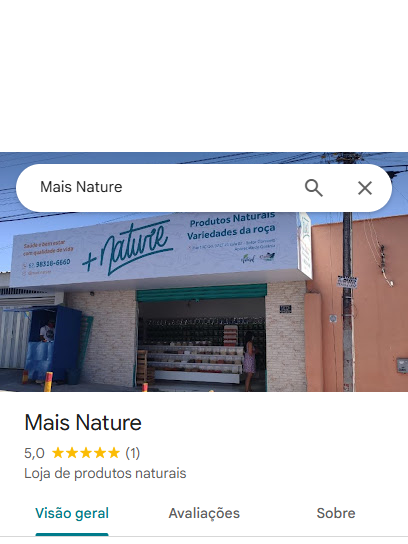 Mais Nature
Produtos Naturais
Variedades da roça
Saúde e bem estar
com qualidade de vida
98316-6660
+ Nature
Mais Nature
5,0 (1)
Loja de produtos naturais
Visão geral
Avaliações
Sobre